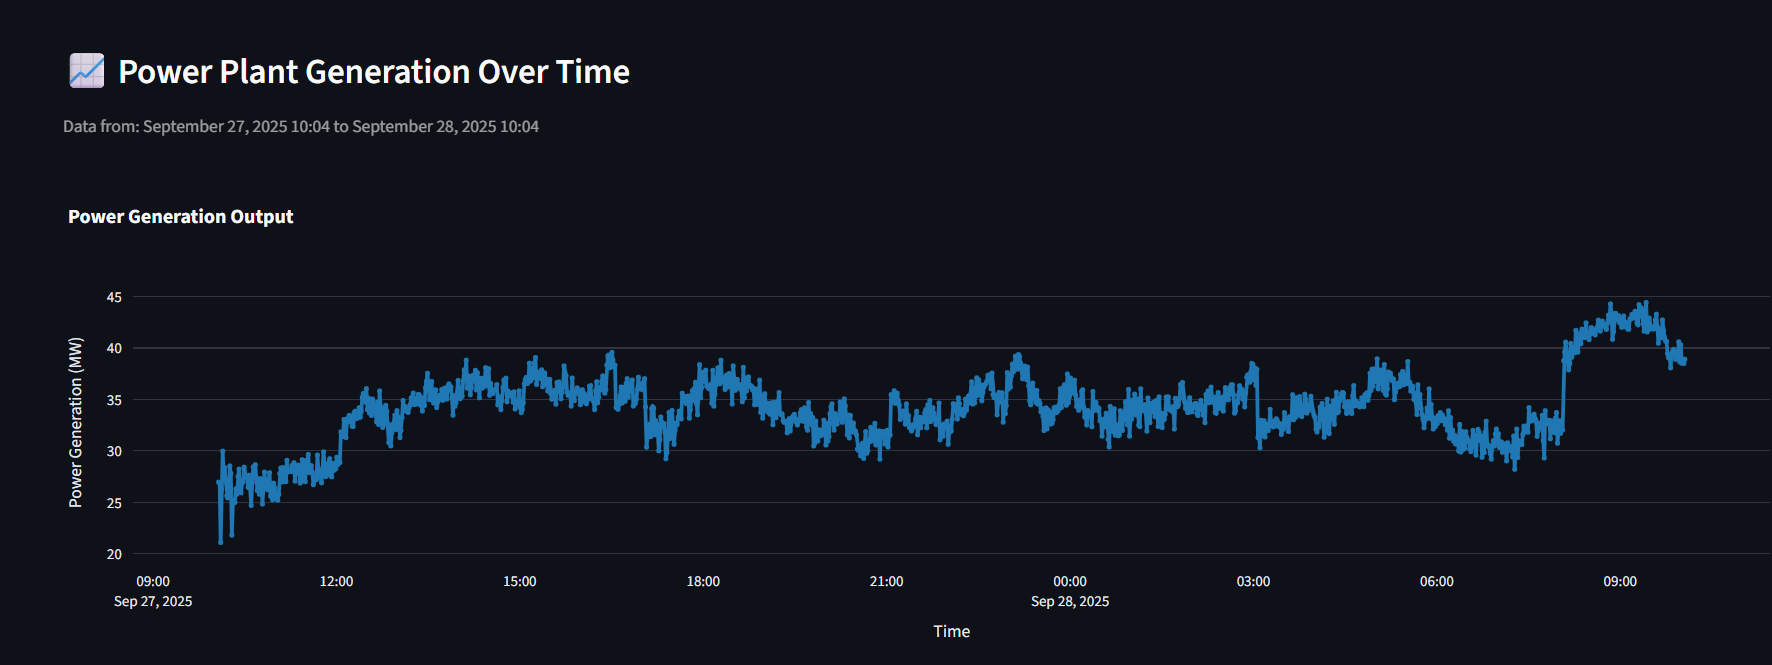 Power Plant Generation Over Time
Data from: September 27, 2025 10:04 to September 28, 2025 10:04
Power Generation Output
Power Generation (MW)
45
40
35
30
25
20
09:00 12:00 15:00 18:00 21:00 00:00 03:00 06:00 09:00
Sep 27, 2025 Sep 28, 2025
Time